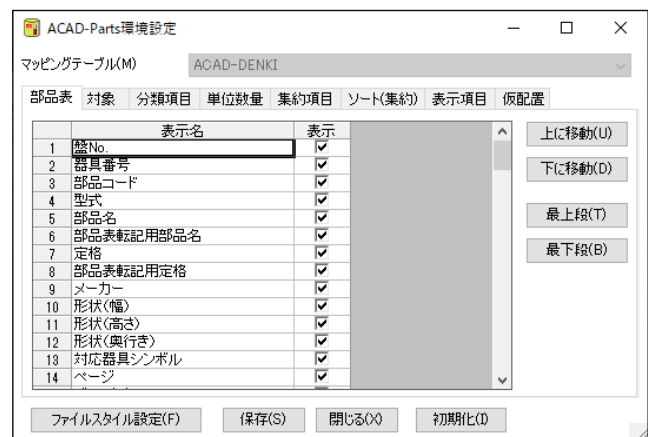 ACAD-Parts環境設定
マッピングテーブル(M) ACAD-DENKI
部品表 対象 分類項目 単位数量 集約項目 ソート(集約) 表示項目 仮配置
表示名 表示
1 盤No.
2 器具番号
3 部品コード
4 型式
5 部品名
6 部品表転記用部品名
7 定格
8 部品表転記用定格
9 メーカー
10 形状(幅)
11 形状(高さ)
12 形状(奥行き)
13 対応器具シンボル
14 ページ
上に移動(U)
下に移動(D)
最上段(T)
最下段(B)
ファイルスタイル設定(F) 保存(S) 閉じる(X) 初期化(I)